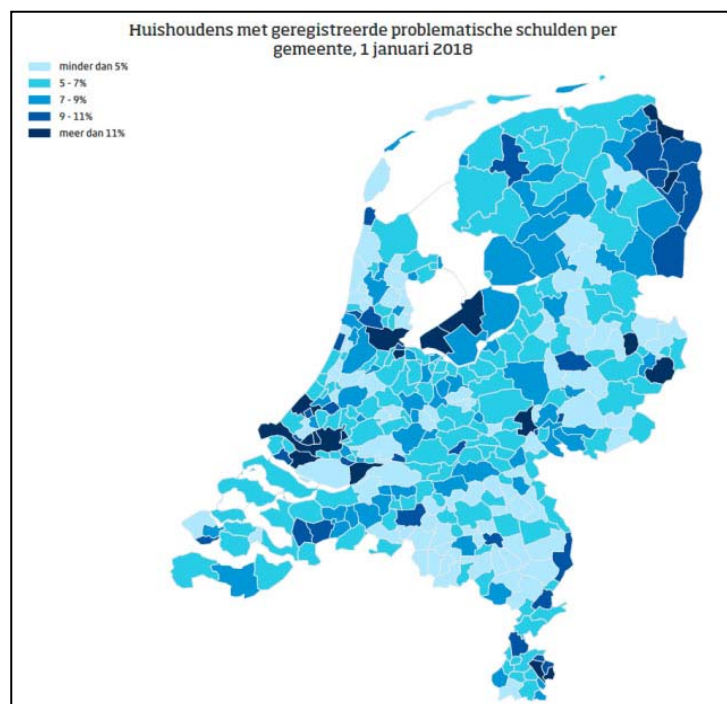 Huishoudens met geregistreerde problematische schulden per
gemeente, 1 januari 2018
minder dan 5%
5 - 7%
7 - 9%
9 - 11%
meer dan 11%